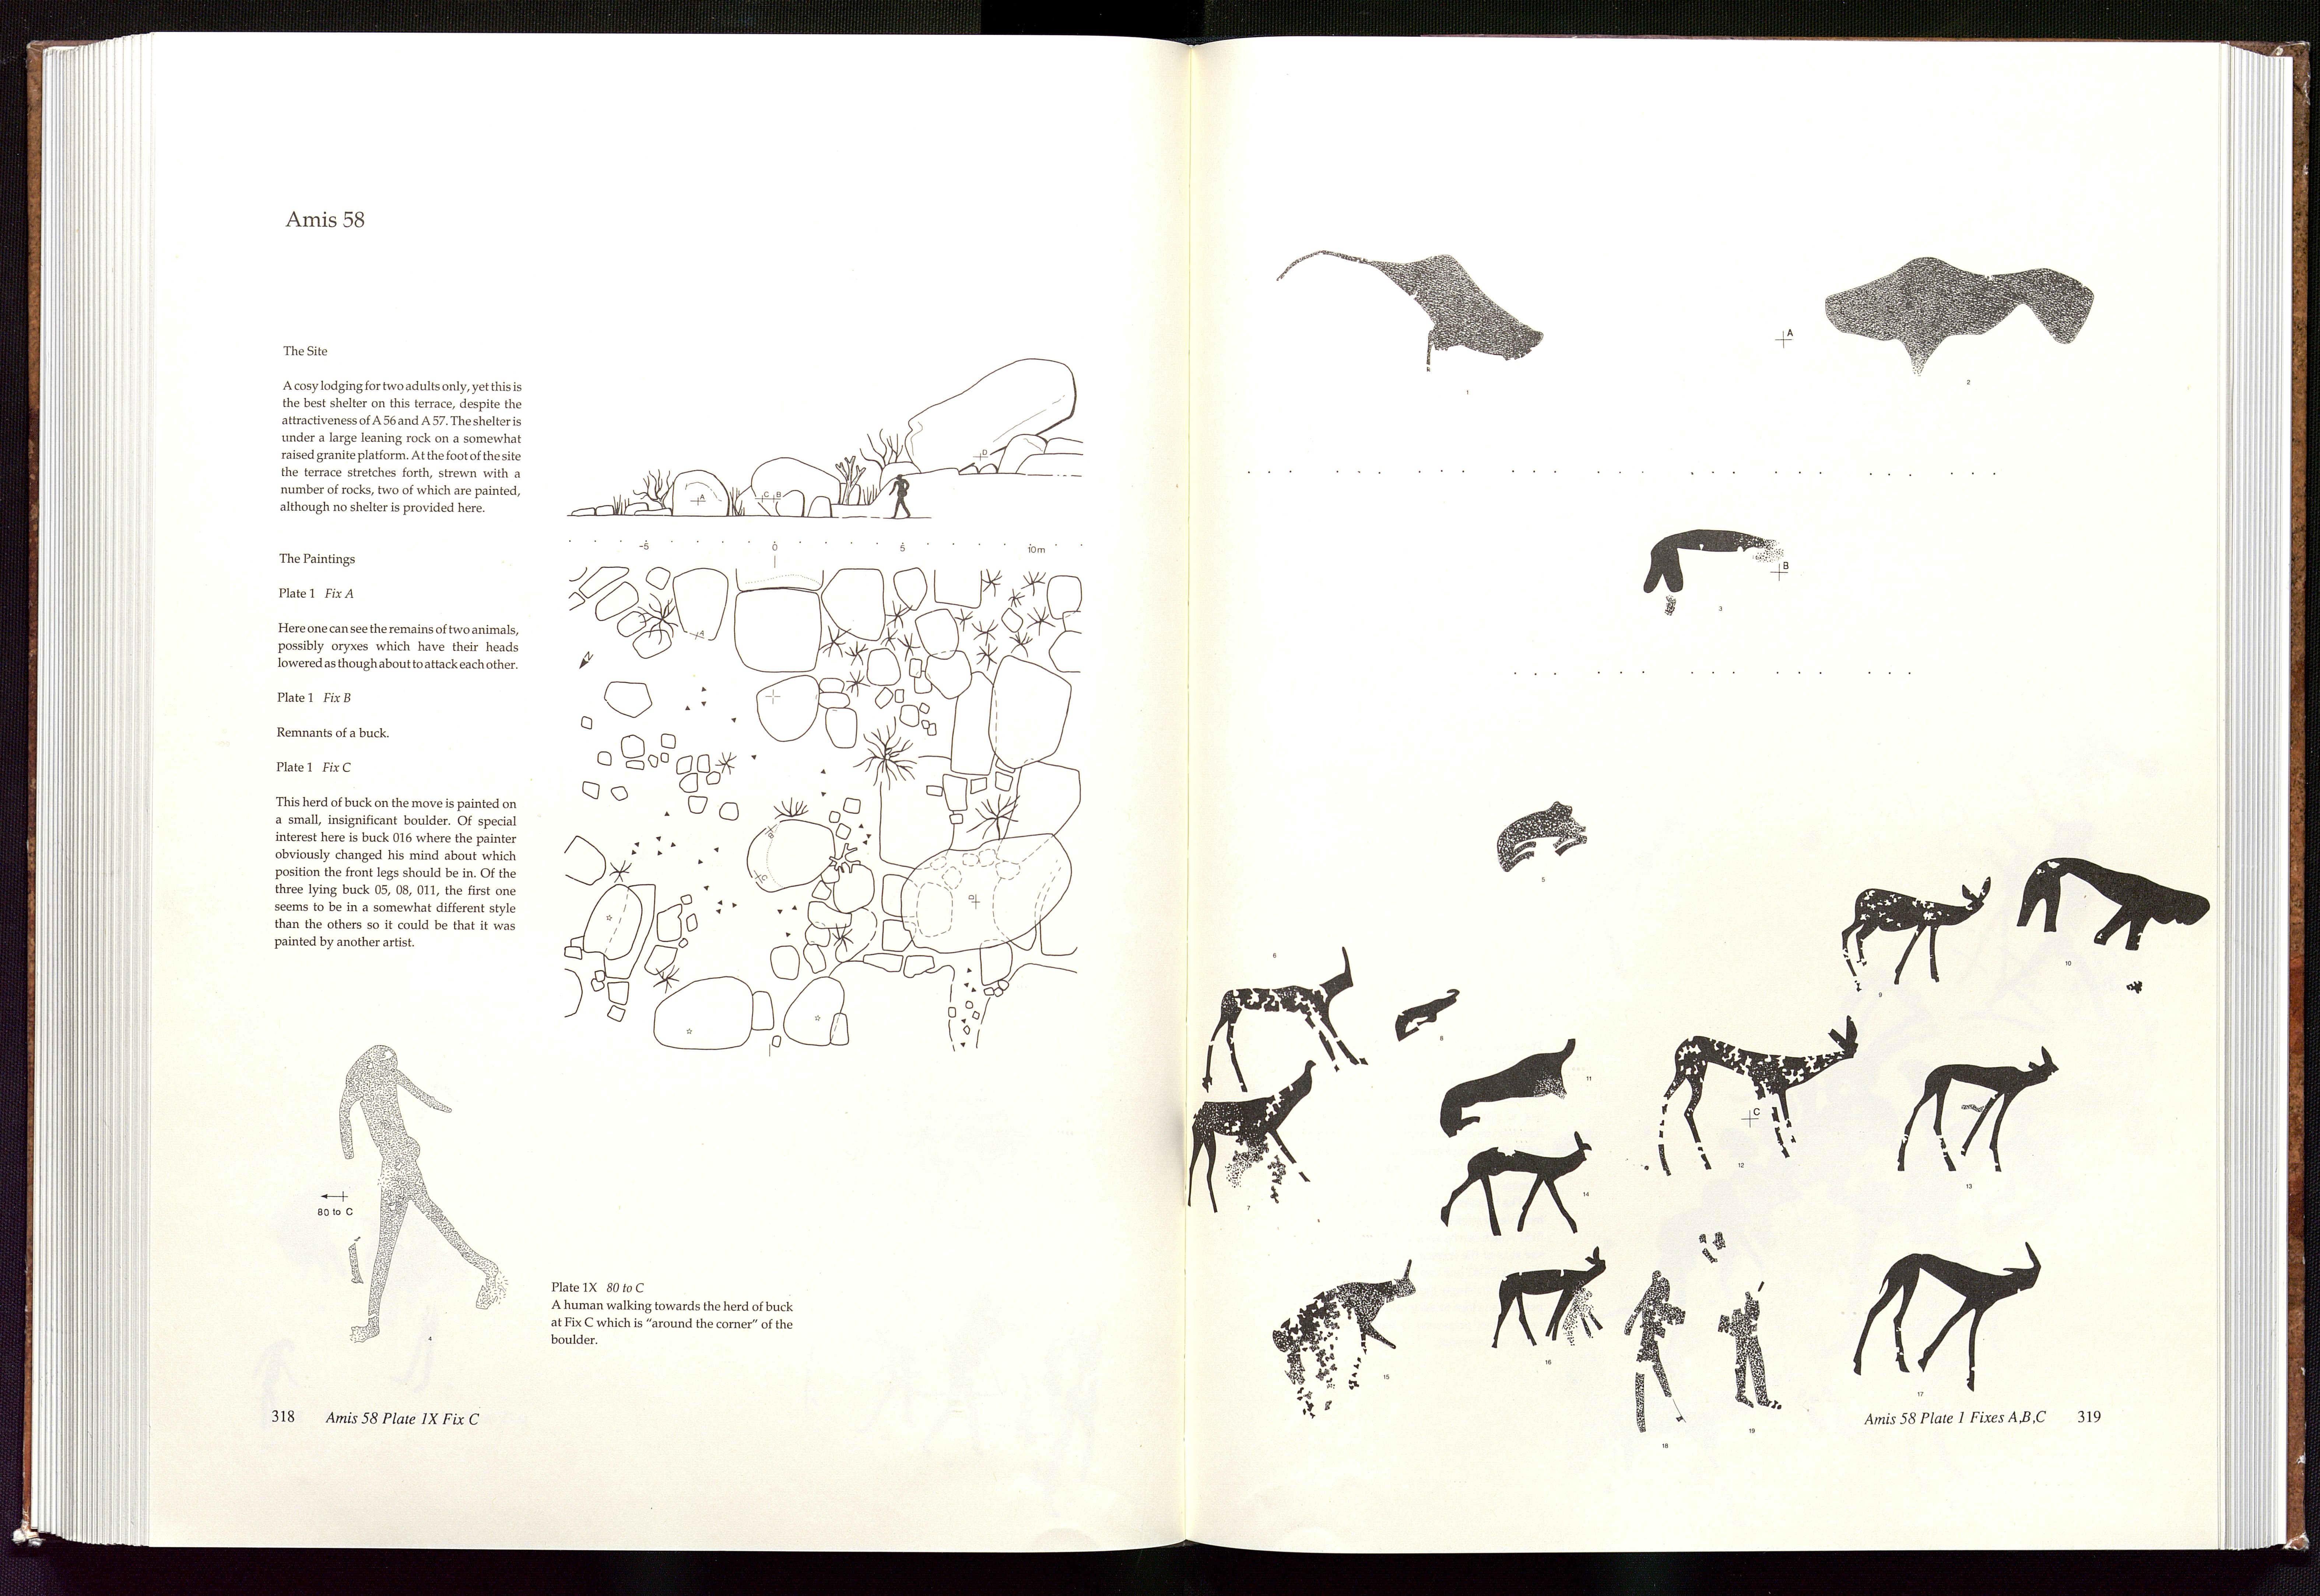 Amis 58
The Site
A cosy lodging for two adults only, yet this is
the best shelter on this terrace, despite the
attractiveness of A 56 and A 57. The shelter is
under a large leaning rock on a somewhat
raised granite platform. At the foot of the site
the terrace stretches forth, strewn with a
number of rocks, two of which are painted,
although no shelter is provided here.
The Paintings
Plate 1 Fix A
Here one can see the remains of two animals,
possibly oryxes which have their heads
lowered as though about to attack each other.
Plate 1 Fix B
Remnants of a buck.
Plate 1 Fix C
This herd of buck on the move is painted on
a small, insignificant boulder. Of special
interest here is buck 016 where the painter
obviously changed his mind about which
position the front legs should be in. Of the
three lying buck 05, 08, 011, the first one
seems to be in a somewhat different style
than the others so it could be that it was
painted by another artist.
D
A
C B
-5 0 5 10m
A
N
B
C
D
80 to C
4
Plate 1X 80 to C
A human walking towards the herd of buck
at Fix C which is "around the corner" of the
boulder.
318 Amis 58 Plate 1X Fix C
A
1
2
B
3
5
6
8
9
10
11
C
12
13
14
7
15
16
17
18
19
Amis 58 Plate 1 Fixes A,B,C 319